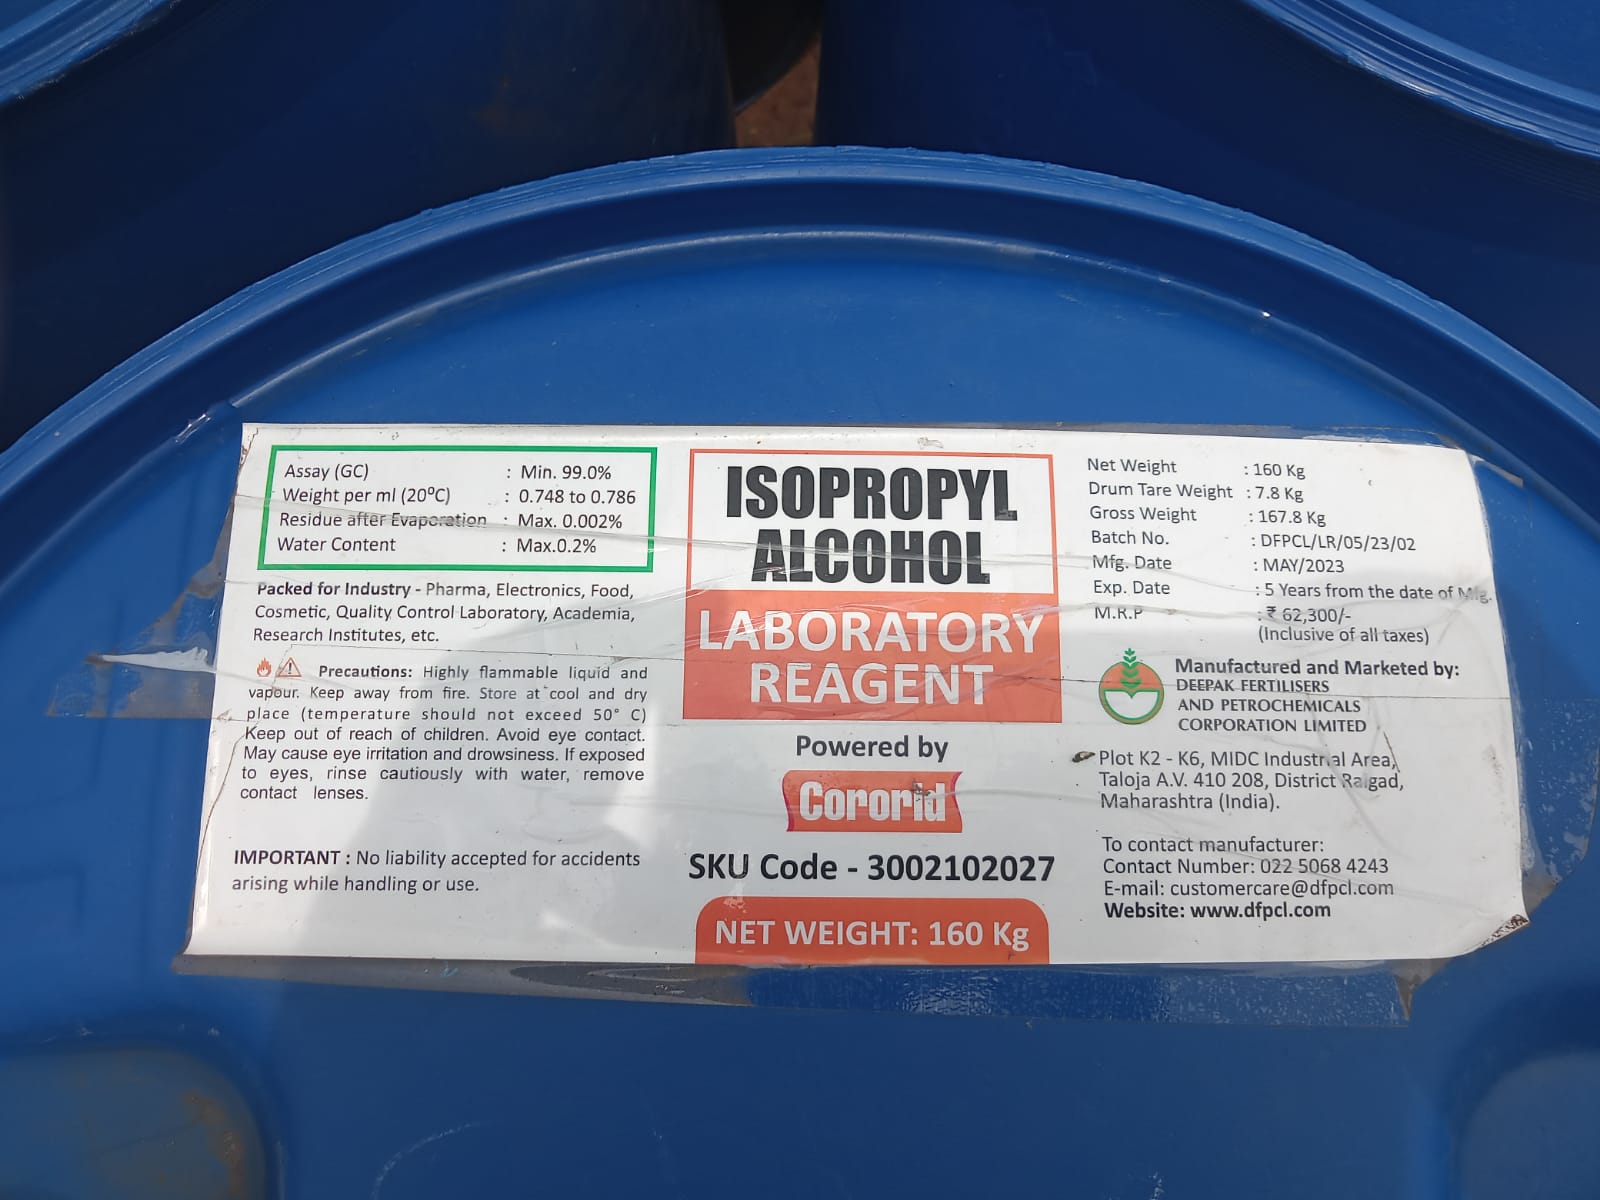 Assay (GC) : Min. 99.0%
Weight per ml (20⁰C) : 0.748 to 0.786
Residue after Evaporation : Max. 0.002%
Water Content : Max.0.2%
Packed for Industry - Pharma, Electronics, Food,
Cosmetic, Quality Control Laboratory, Academia,
Research Institutes, etc.
Precautions: Highly flammable liquid and
vapour. Keep away from fire. Store at cool and dry
place (temperature should not exceed 50° C)
Keep out of reach of children. Avoid eye contact.
May cause eye irritation and drowsiness. If exposed
to eyes, rinse cautiously with water, remove
contact lenses.
IMPORTANT : No liability accepted for accidents
arising while handling or use.
ISOPROPYL
ALCOHOL
LABORATORY
REAGENT
Powered by
Cororid
SKU Code - 3002102027
NET WEIGHT: 160 Kg
Net Weight : 160 Kg
Drum Tare Weight : 7.8 Kg
Gross Weight : 167.8 Kg
Batch No. : DFPCL/LR/05/23/02
Mfg. Date : MAY/2023
Exp. Date : 5 Years from the date of Mfg.
M.R.P : ₹ 62,300/-
(Inclusive of all taxes)
Manufactured and Marketed by:
DEEPAK FERTILISERS
AND PETROCHEMICALS
CORPORATION LIMITED
Plot K2 - K6, MIDC Industrial Area,
Taloja A.V. 410 208, District Raigad,
Maharashtra (India).
To contact manufacturer:
Contact Number: 022 5068 4243
E-mail: customercare@dfpcl.com
Website: www.dfpcl.com